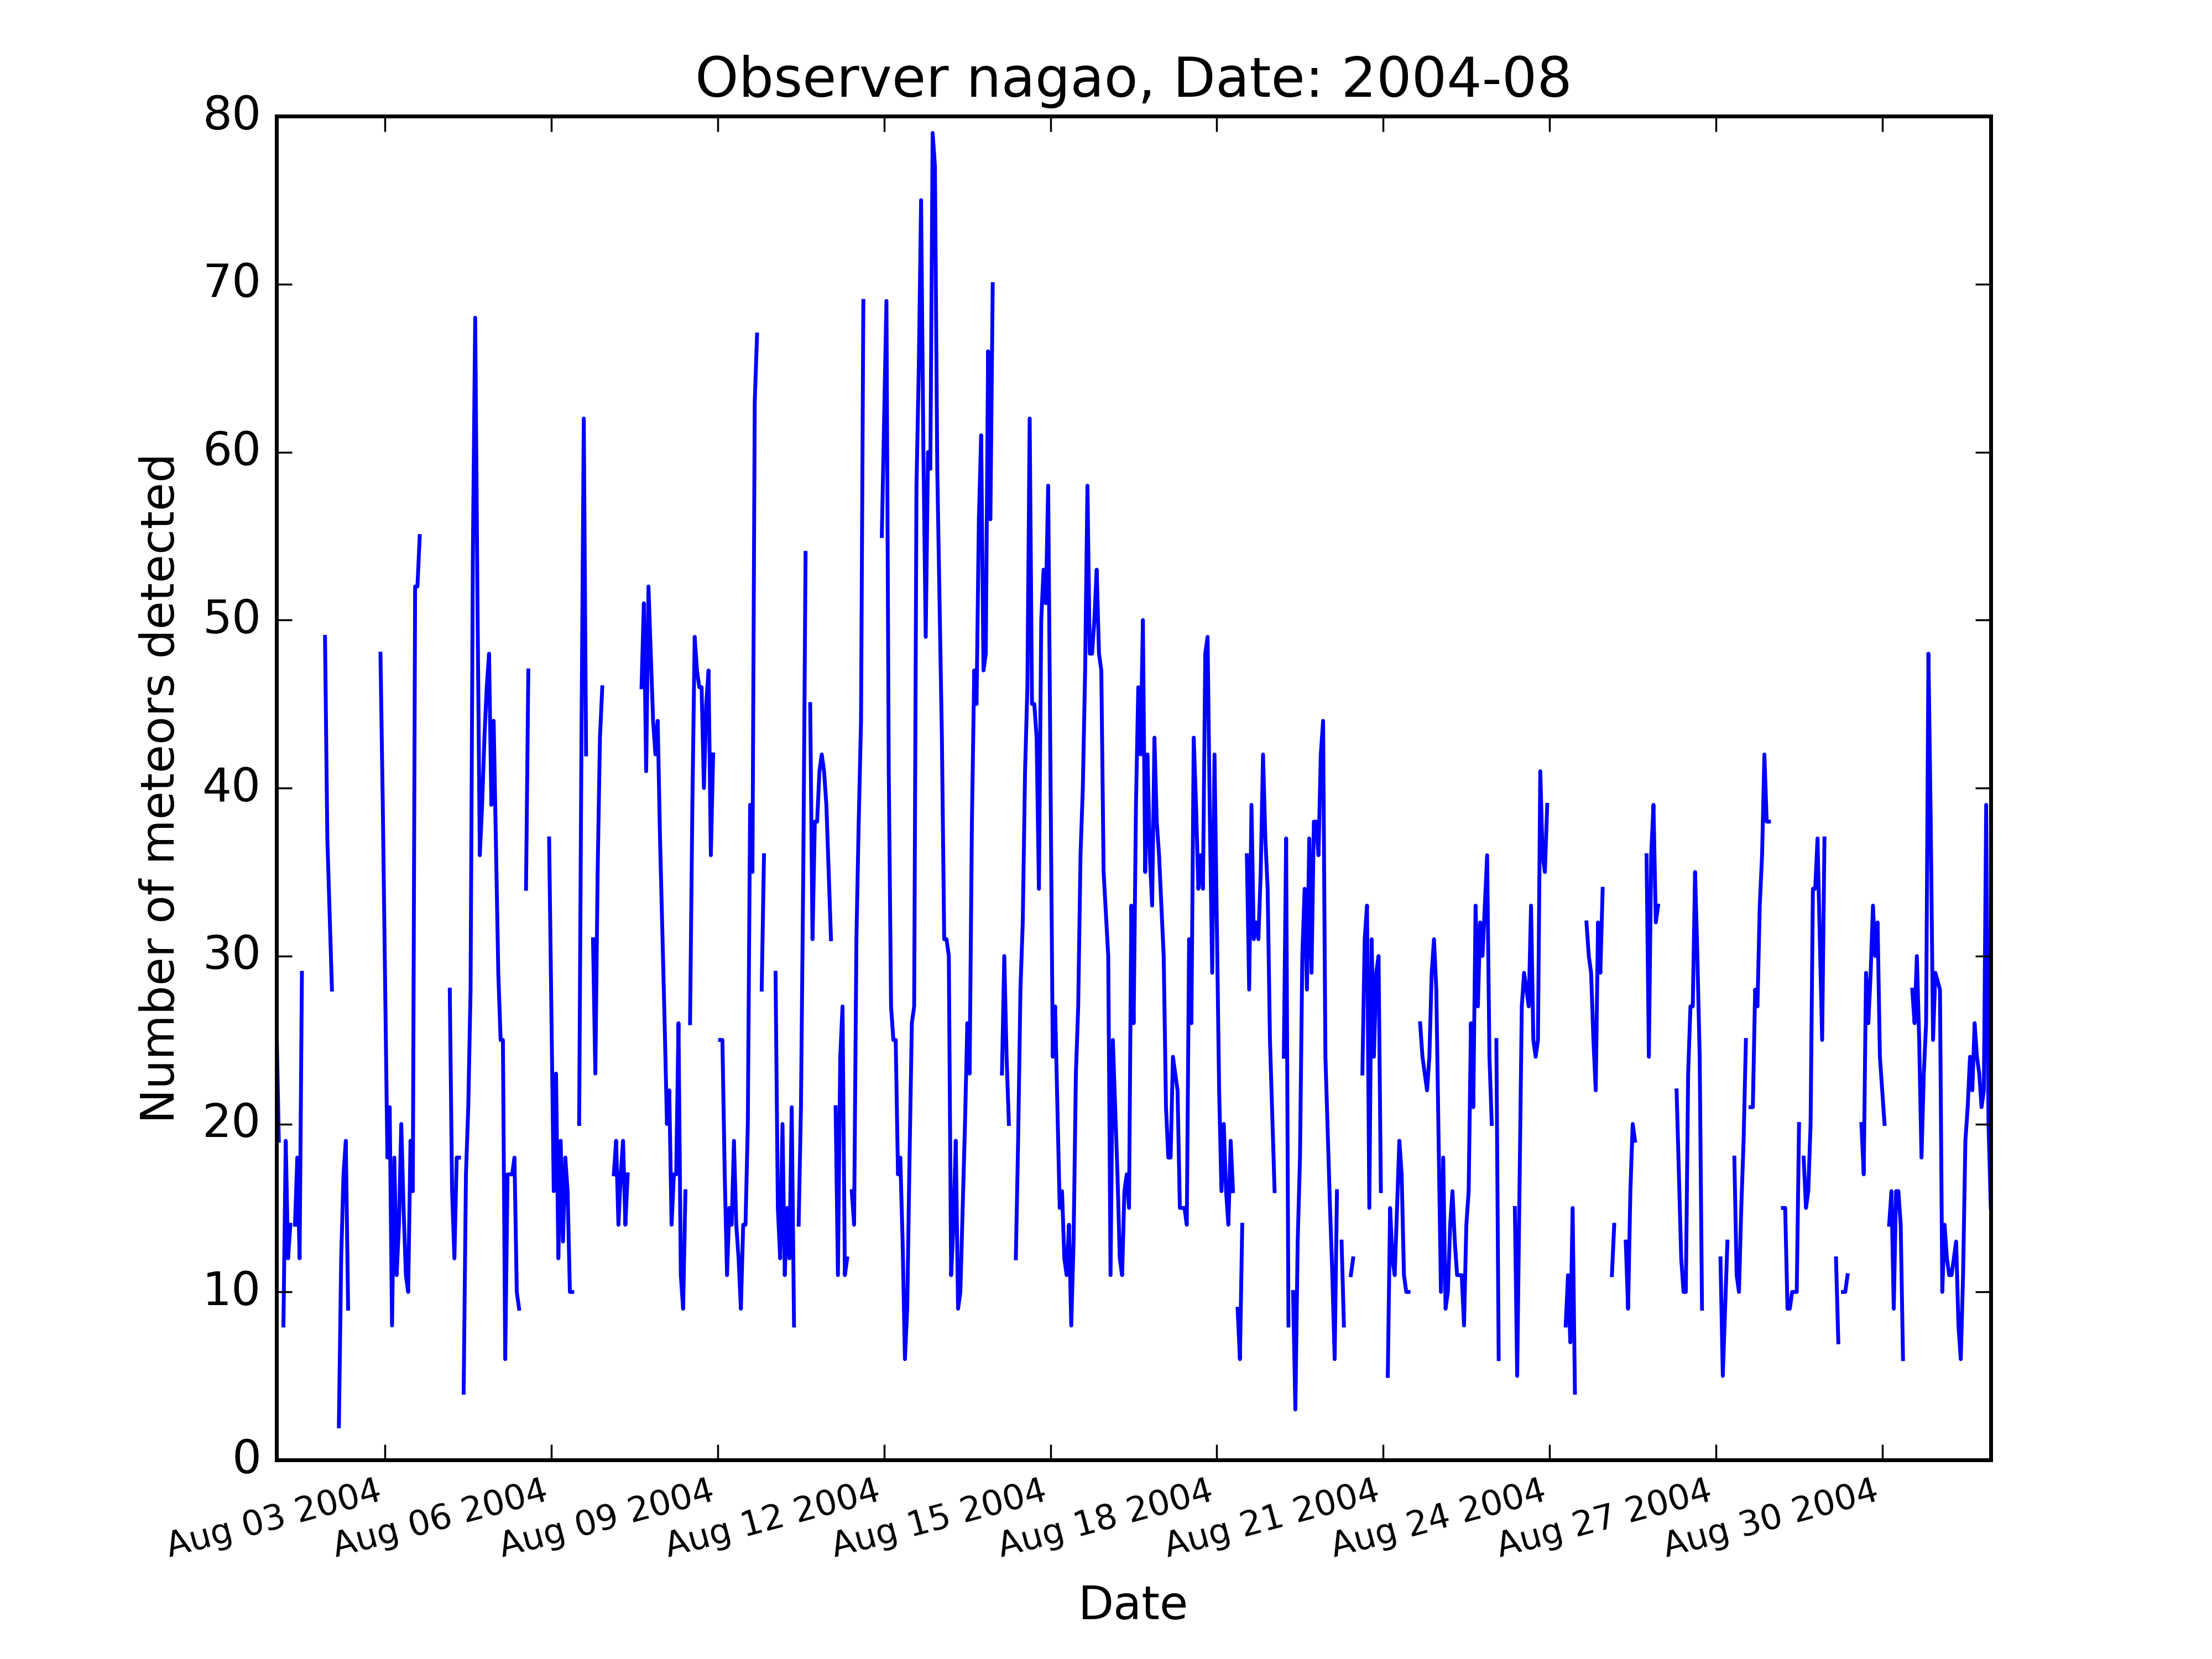 Observer nagao, Date: 2004-08
80
70
60
50
40
30
20
10
0
Number of meteors detected
Aug 03 2004
Aug 06 2004
Aug 09 2004
Aug 12 2004
Aug 15 2004
Aug 18 2004
Aug 21 2004
Aug 24 2004
Aug 27 2004
Aug 30 2004
Date